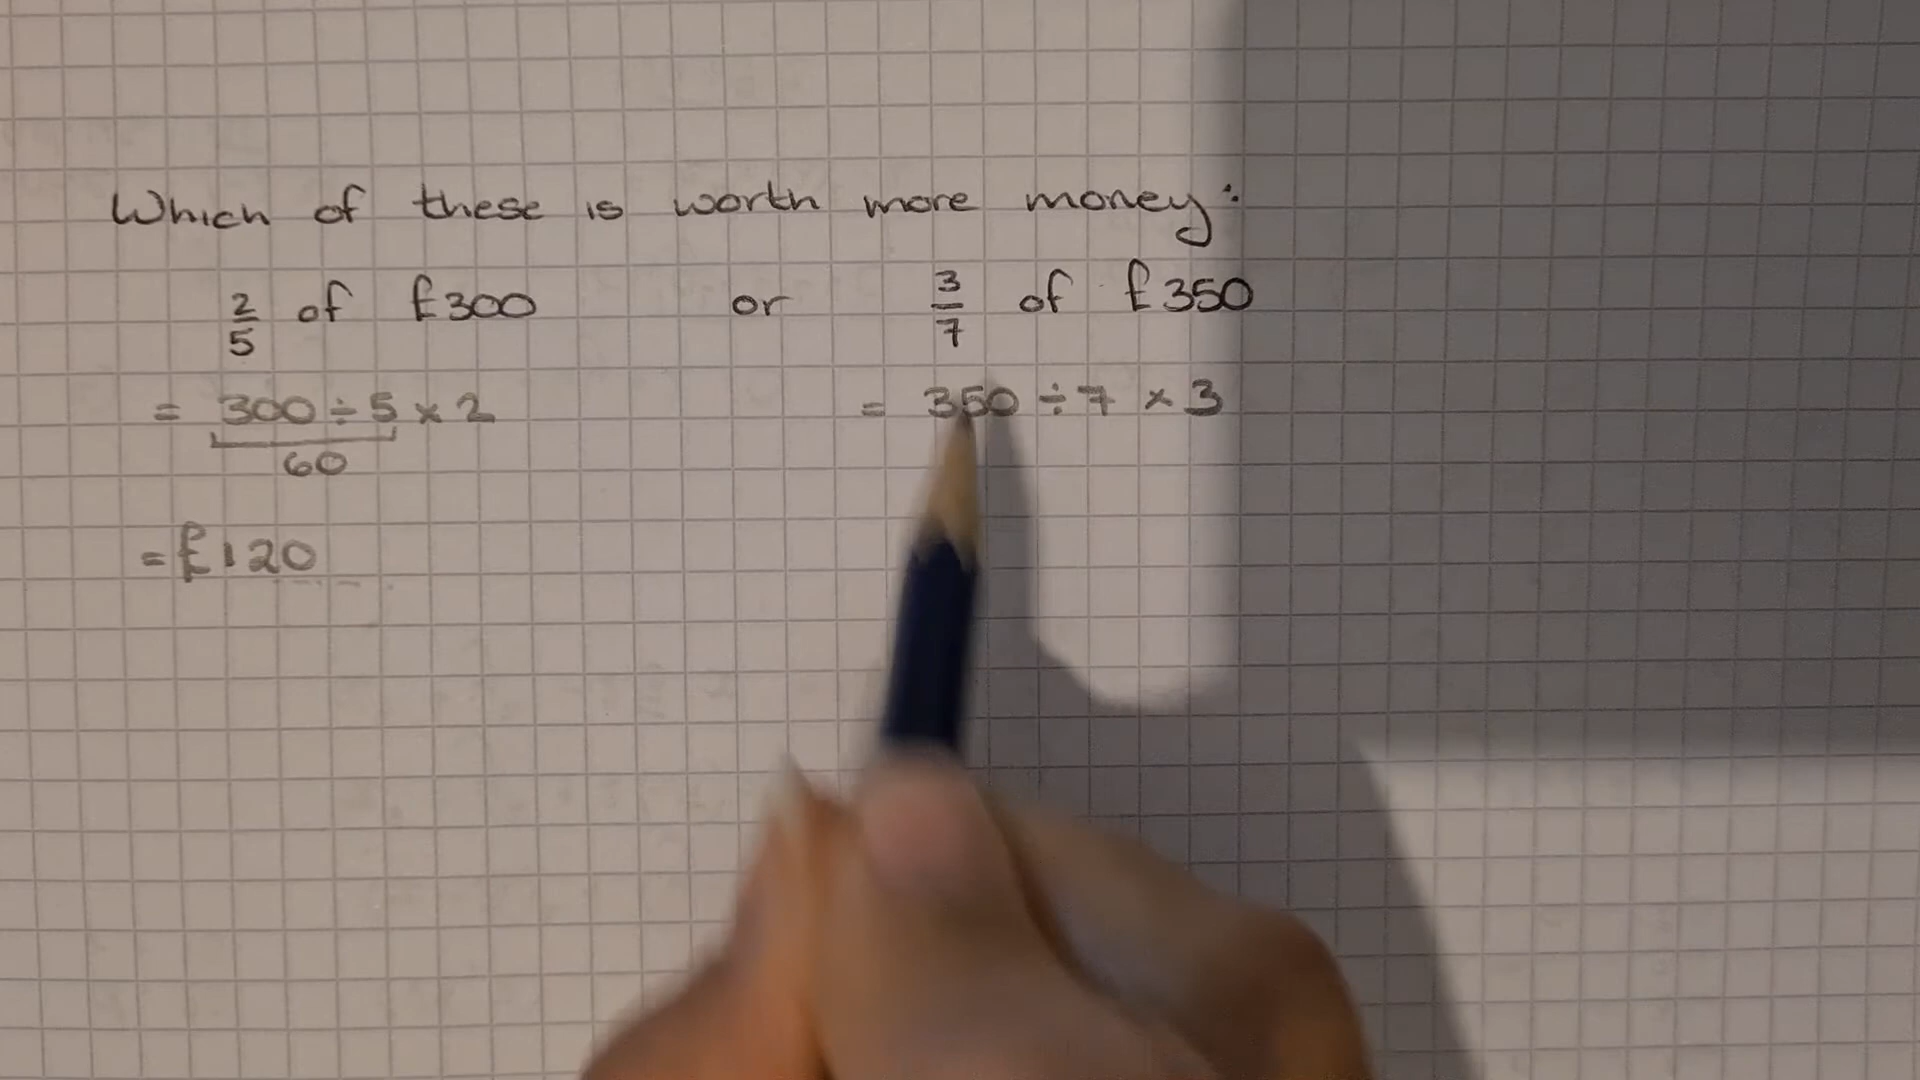 Which of these is worth more money:
2/5 of £300 or 3/7 of £350
= 300 ÷ 5 × 2 = 350 ÷ 7 × 3
60
= £120